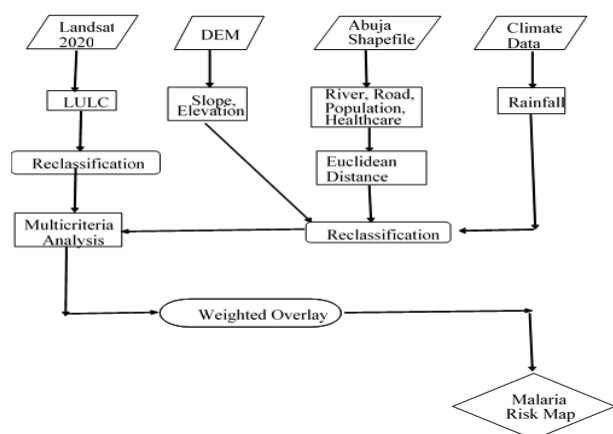 Landsat
2020
DEM
Abuja
Shapefile
Climate
Data
LULC
Slope,
Elevation
River, Road,
Population,
Healthcare
Rainfall
Reclassification
Euclidean
Distance
Multicriteria
Analysis
Reclassification
Weighted Overlay
Malaria
Risk Map